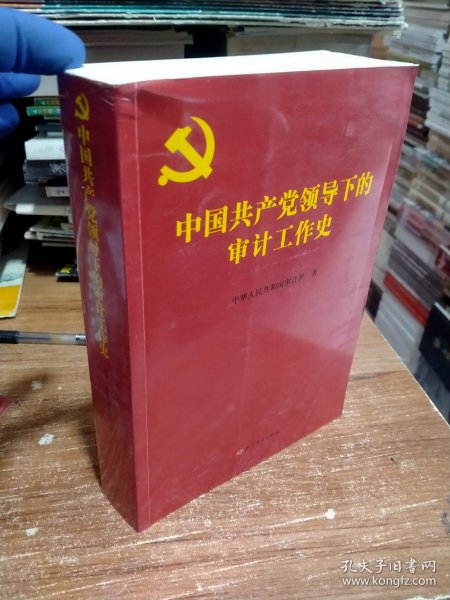 中国共产党领导下的
审计工作史
中华人民共和国审计署 著
中国共产党领导下的审计工作史
孔夫子旧书网
www.kongfz.com